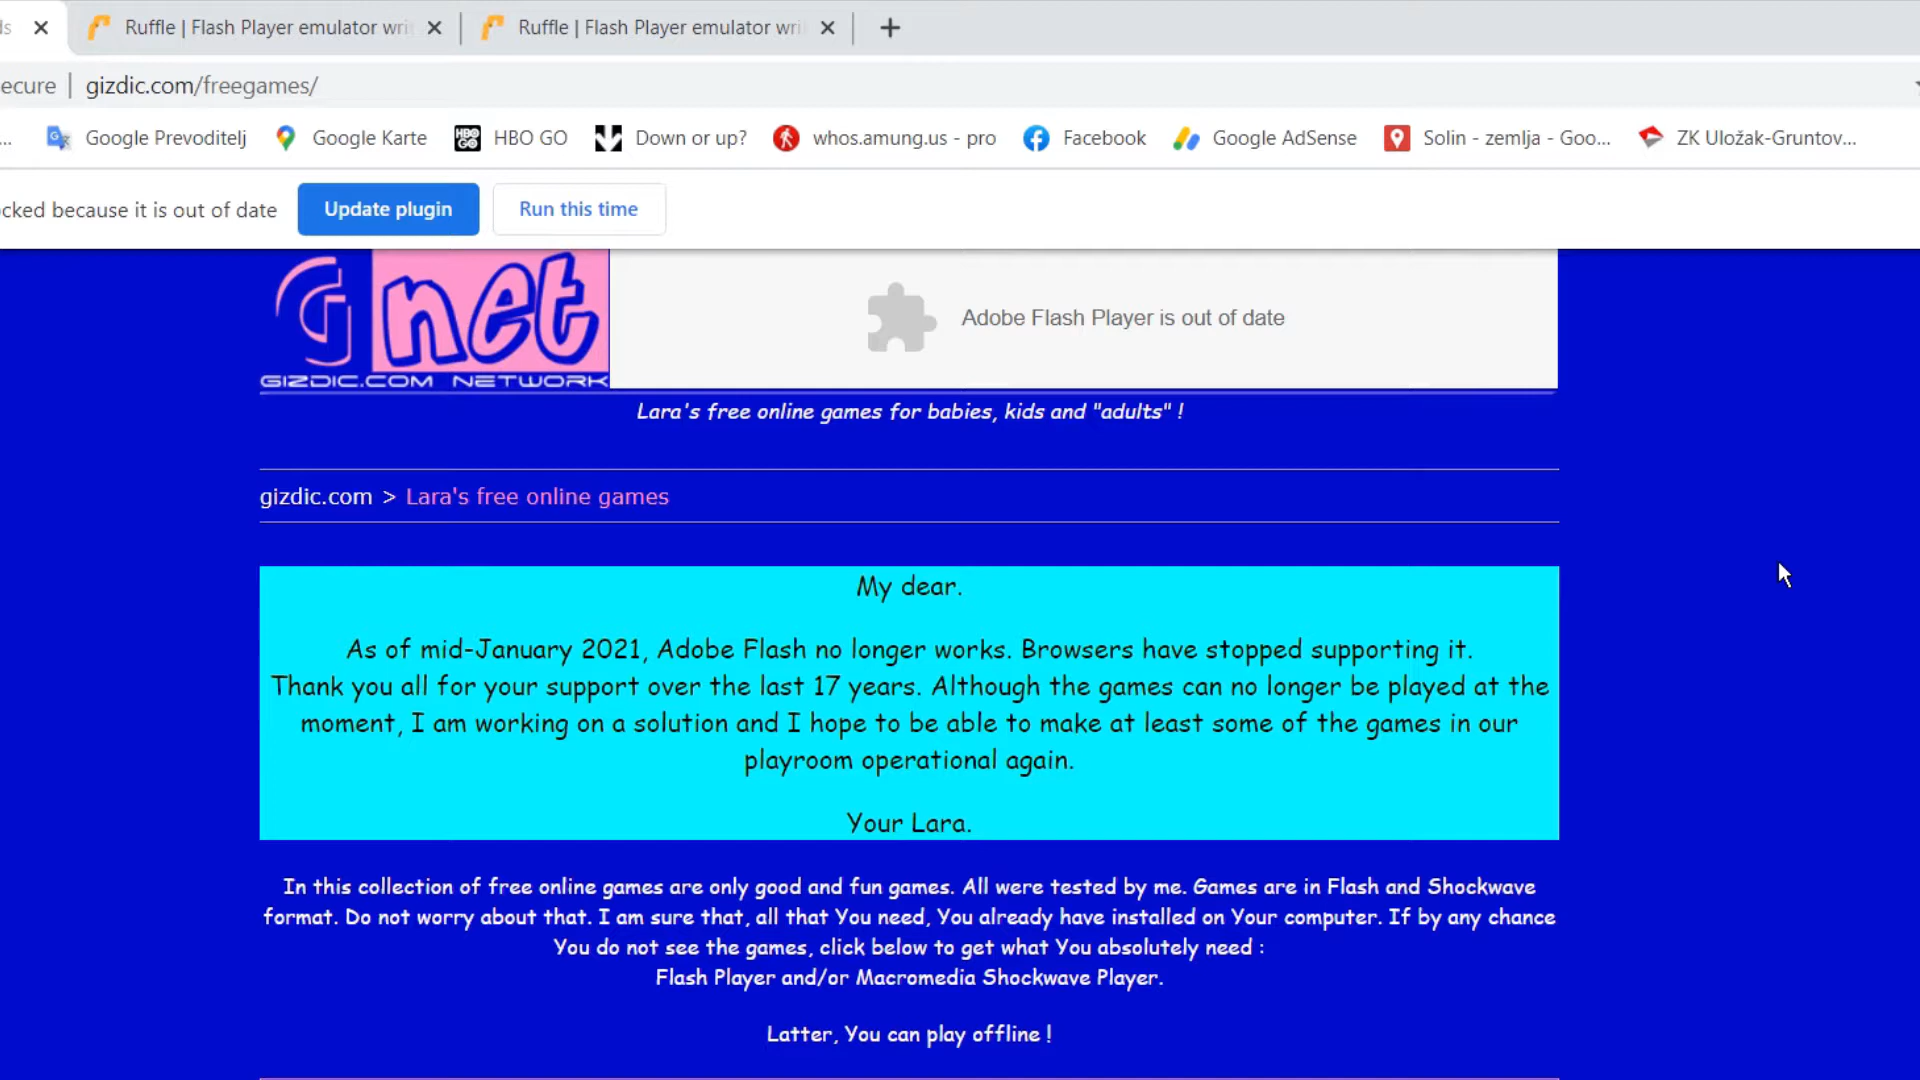 ds
Ruffle | Flash Player emulator wri
Ruffle | Flash Player emulator wri
ecure | gizdic.com/freegames/
...
Google Prevoditelj
Google Karte
HBO GO
HBO GO
Down or up?
whos.amung.us - pro
Facebook
Google AdSense
Solin - zemlja - Goo...
ZK Uložak-Gruntov...
cked because it is out of date
Update plugin
Run this time
G net
GIZDIC.COM NETWORK
Adobe Flash Player is out of date
Lara's free online games for babies, kids and "adults" !
gizdic.com > Lara's free online games
My dear.
As of mid-January 2021, Adobe Flash no longer works. Browsers have stopped supporting it.
Thank you all for your support over the last 17 years. Although the games can no longer be played at the
moment, I am working on a solution and I hope to be able to make at least some of the games in our
playroom operational again.
Your Lara.
In this collection of free online games are only good and fun games. All were tested by me. Games are in Flash and Shockwave
format. Do not worry about that. I am sure that, all that You need, You already have installed on Your computer. If by any chance
You do not see the games, click below to get what You absolutely need :
Flash Player and/or Macromedia Shockwave Player.
Latter, You can play offline !